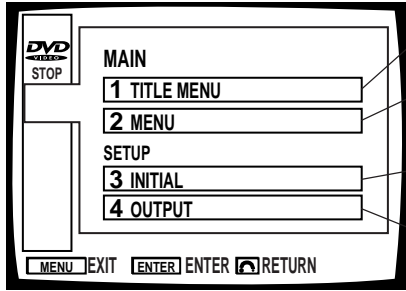 DVD
VIDEO
STOP
MAIN
1 TITLE MENU
2 MENU
SETUP
3 INITIAL
4 OUTPUT
MENU EXIT ENTER ENTER RETURN